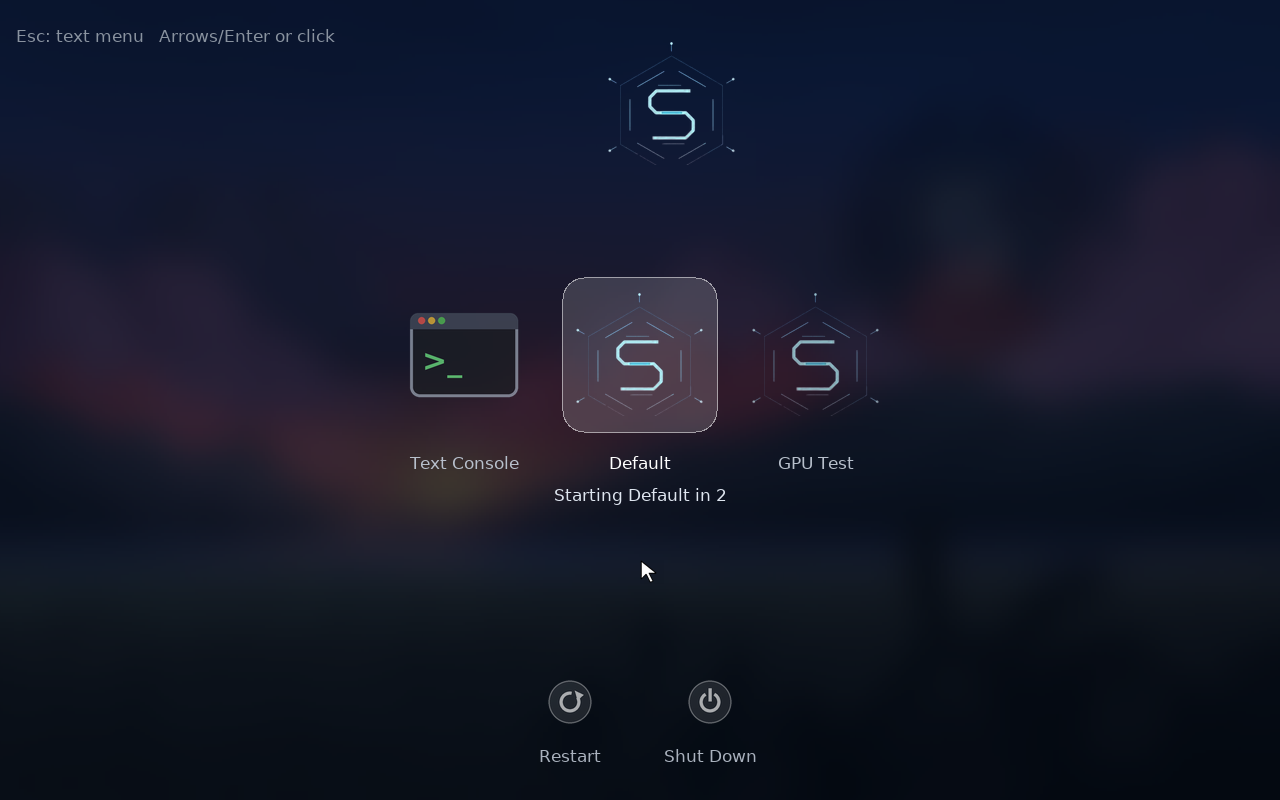 Esc: text menu   Arrows/Enter or click
S
>_
S
S
Text Console
Default
GPU Test
Starting Default in 2
Restart
Shut Down